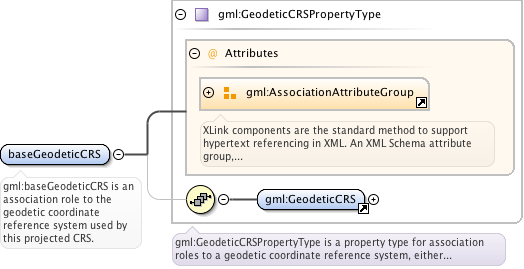 gml:GeodeticCRSPropertyType
@ Attributes
gml:AssociationAttributeGroup
XLink components are the standard method to support
hypertext referencing in XML. An XML Schema attribute
group,...
baseGeodeticCRS
gml:baseGeodeticCRS is an
association role to the
geodetic coordinate
reference system used by
this projected CRS.
gml:GeodeticCRS
gml:GeodeticCRSPropertyType is a property type for association
roles to a geodetic coordinate reference system, either...